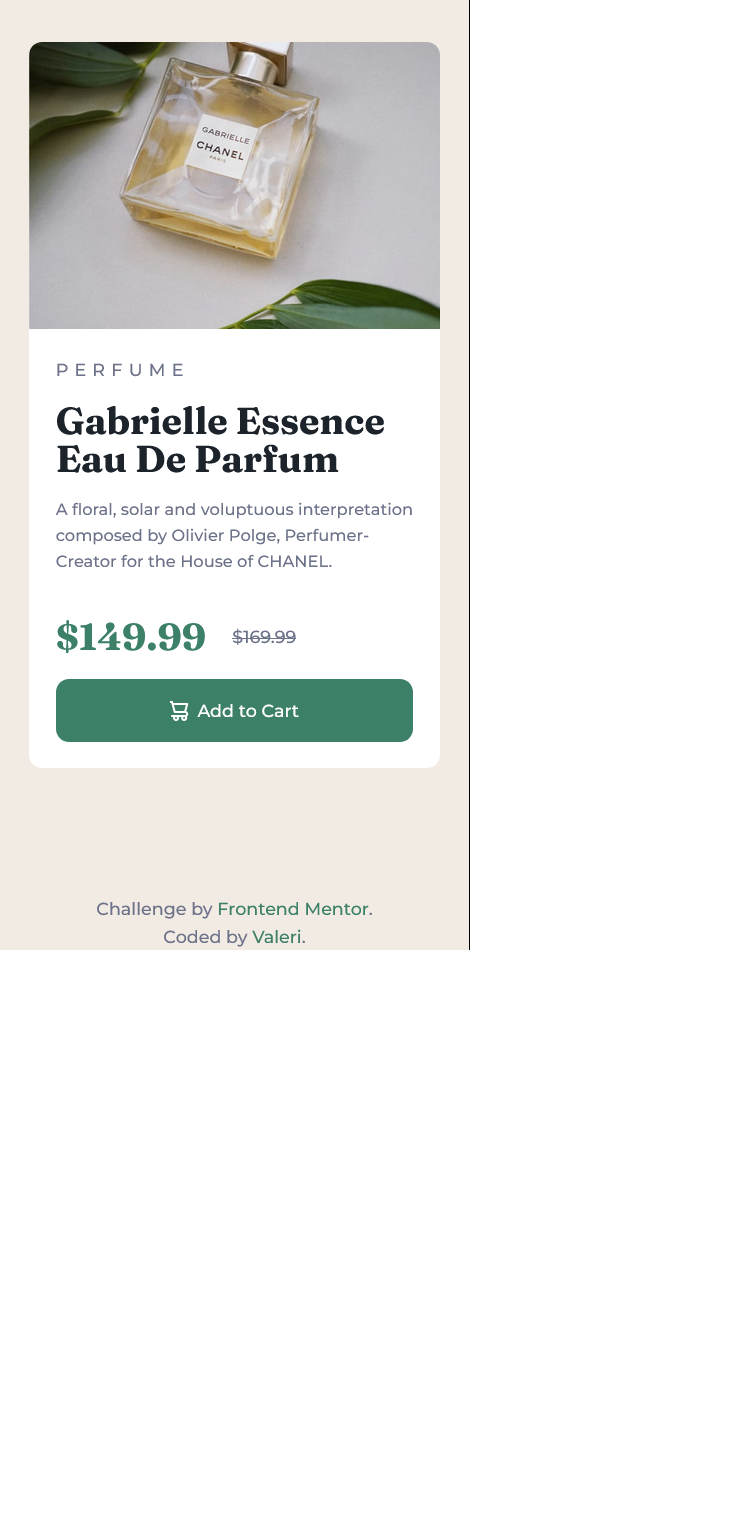 GABRIELLE
CHANEL
PARIS
PERFUME
Gabrielle Essence
Eau De Parfum
A floral, solar and voluptuous interpretation
composed by Olivier Polge, Perfumer-
Creator for the House of CHANEL.
$149.99 $169.99
Add to Cart
Challenge by Frontend Mentor.
Coded by Valeri.